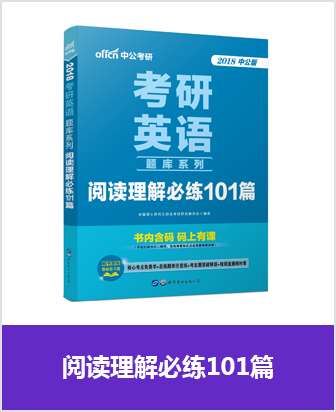 offcn 中公考研
2018 中公版
考研
英语
题库系列
阅读理解必练101篇
书内含码 码上有课
2018 考研英语 题库系列 阅读理解必练101篇
阅读理解必练101篇